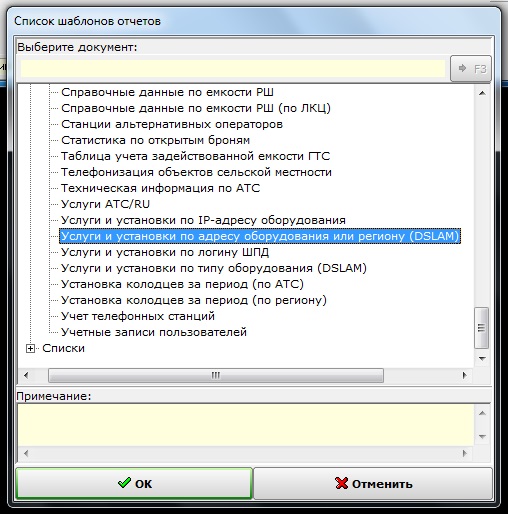 Список шаблонов отчетов
Выберите документ:
F3
Справочные данные по емкости РШ
Справочные данные по емкости РШ (по ЛКЦ)
Станции альтернативных операторов
Статистика по открытым броням
Таблица учета задействованной емкости ГТС
Телефонизация объектов сельской местности
Техническая информация по АТС
Услуги ATC/RU
Услуги и установки по IP-адресу оборудования
Услуги и установки по адресу оборудования или региону (DSLAM)
Услуги и установки по логину ШПД
Услуги и установки по типу оборудования (DSLAM)
Установка колодцев за период (по АТС)
Установка колодцев за период (по региону)
Учет телефонных станций
Учетные записи пользователей
Списки
Примечание:
ОК
Отменить